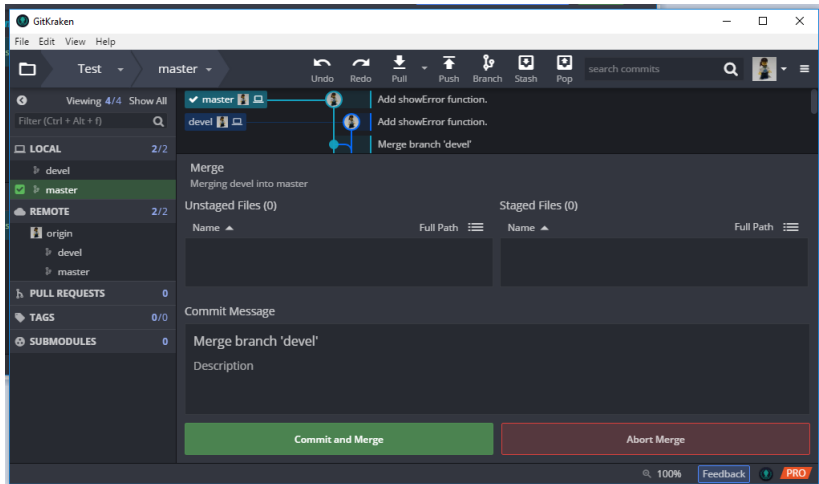 GitKraken
File Edit View Help
Test master
Undo Redo Pull Push Branch Stash Pop search commits
Viewing 4/4 Show All
Filter (Ctrl + Alt + f)
LOCAL 2/2
devel
master
REMOTE 2/2
origin
devel
master
PULL REQUESTS 0
TAGS 0/0
SUBMODULES 0
master Add showError function.
devel Add showError function.
Merge branch 'devel'
Merge
Merging devel into master
Unstaged Files (0) Staged Files (0)
Name Full Path Name Full Path
Commit Message
Merge branch 'devel'
Description
Commit and Merge Abort Merge
100% Feedback PRO